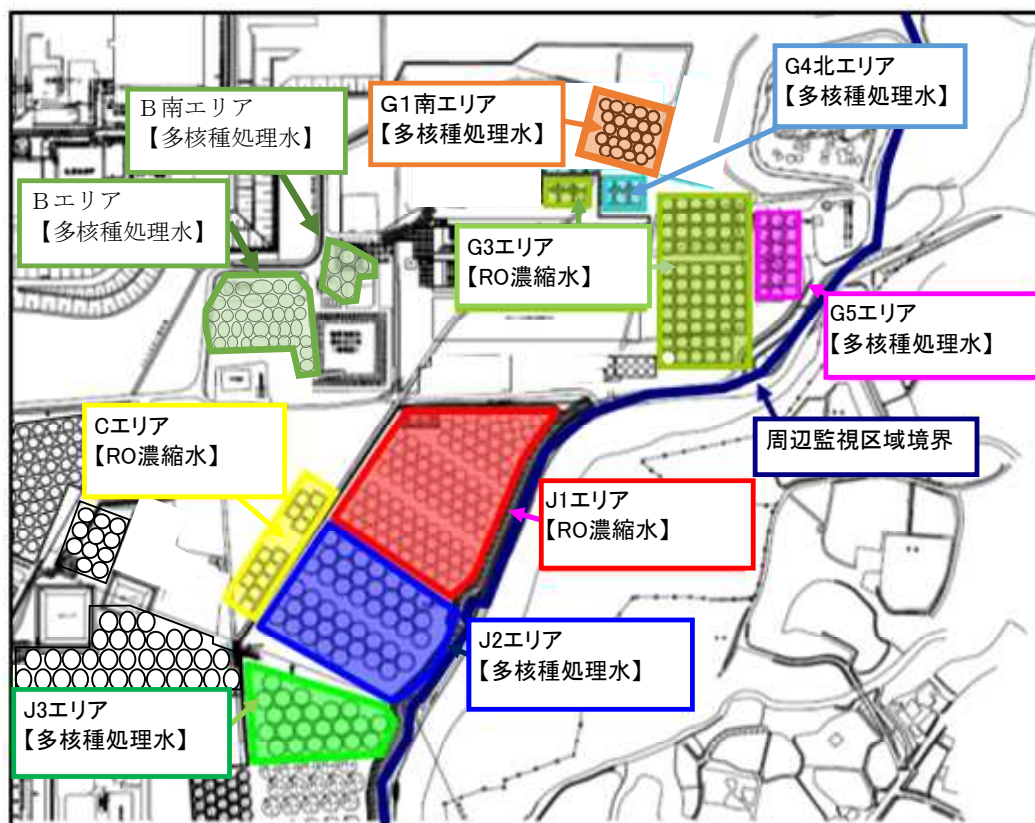 G4北エリア
【多核種処理水】
G1南エリア
【多核種処理水】
B南エリア
【多核種処理水】
Bエリア
【多核種処理水】
G3エリア
【RO濃縮水】
G5エリア
【多核種処理水】
Cエリア
【RO濃縮水】
周辺監視区域境界
J1エリア
【RO濃縮水】
J2エリア
【多核種処理水】
J3エリア
【多核種処理水】